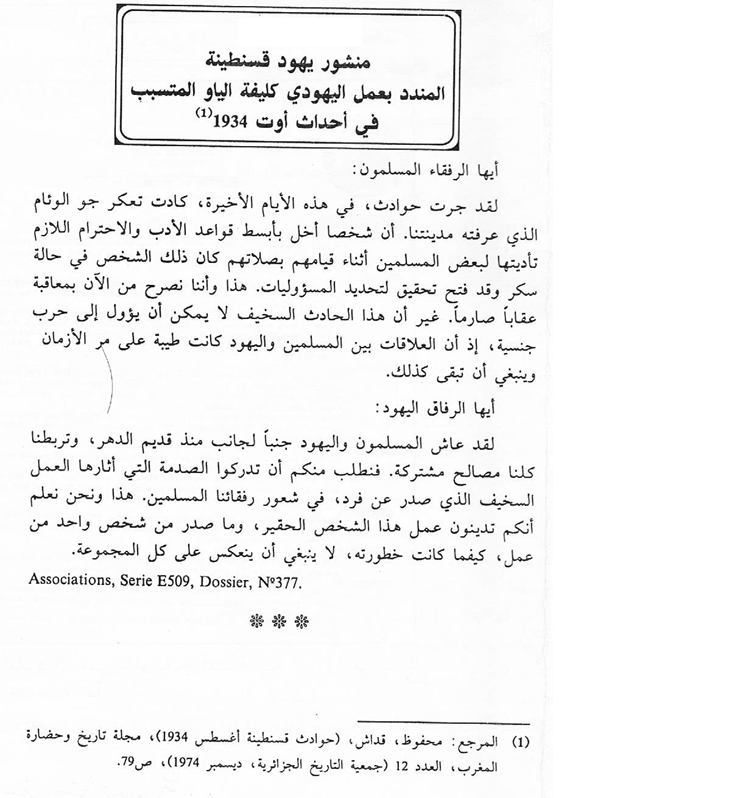 منشور يهود قسنطينة
المندد بعمل اليهودي كليفة الياو المتسبب
في أحداث أوت 1934(1)
أيها الرفقاء المسلمون:
لقد جرت حوادث، في هذه الأيام الأخيرة، كادت تعكر جو الوئام
الذي عرفته مدينتنا. أن شخصا أخل بأبسط قواعد الأدب والاحترام اللازم
تأديتها لبعض المسلمين أثناء قيامهم بصلاتهم كان ذلك الشخص في حالة
سكر وقد فتح تحقيق لتحديد المسؤوليات. هذا وأننا نصرح من الآن بمعاقبة
عقاباً صارماً. غير أن هذا الحادث السخيف لا يمكن أن يؤول إلى حرب
جنسية، إذ أن العلاقات بين المسلمين واليهود كانت طيبة على مر الأزمان
وينبغي أن تبقى كذلك.
أيها الرفاق اليهود:
لقد عاش المسلمون واليهود جنباً لجانب منذ قديم الدهر، وتربطنا
كلنا مصالح مشتركة. فنطلب منكم أن تدركوا الصدمة التي أثارها العمل
السخيف الذي صدر عن فرد، في شعور رفقائنا المسلمين. هذا ونحن نعلم
أنكم تدينون عمل هذا الشخص الحقير، وما صدر من شخص واحد من
عمل، كيفما كانت خطورته، لا ينبغي أن ينعكس على كل المجموعة.
Associations, Serie E509, Dossier, Nº377.
(1) المرجع: محفوظ، قداش، (حوادث قسنطينة أغسطس 1934)، مجلة تاريخ وحضارة
المغرب، العدد 12 (جمعية التاريخ الجزائرية، ديسمبر 1974)، ص79.